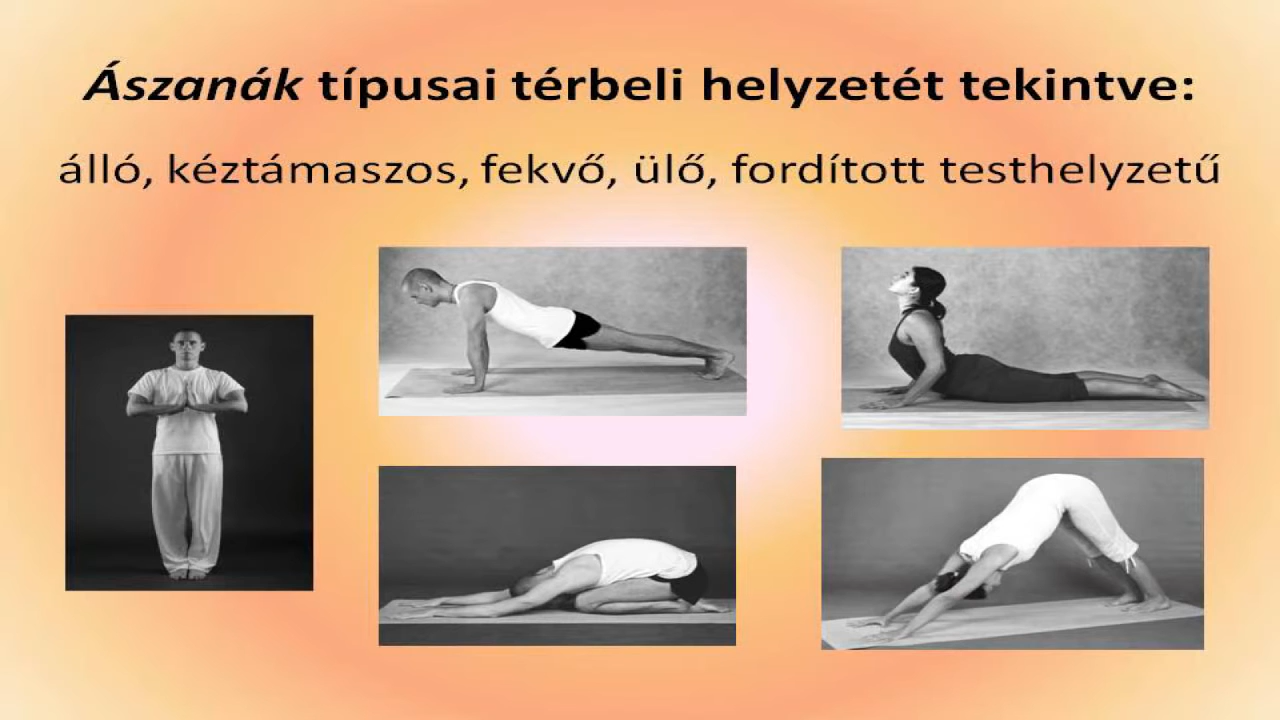 Ászanák típusai térbeli helyzetét tekintve:
álló, kéztámaszos, fekvő, ülő, fordított testhelyzetű